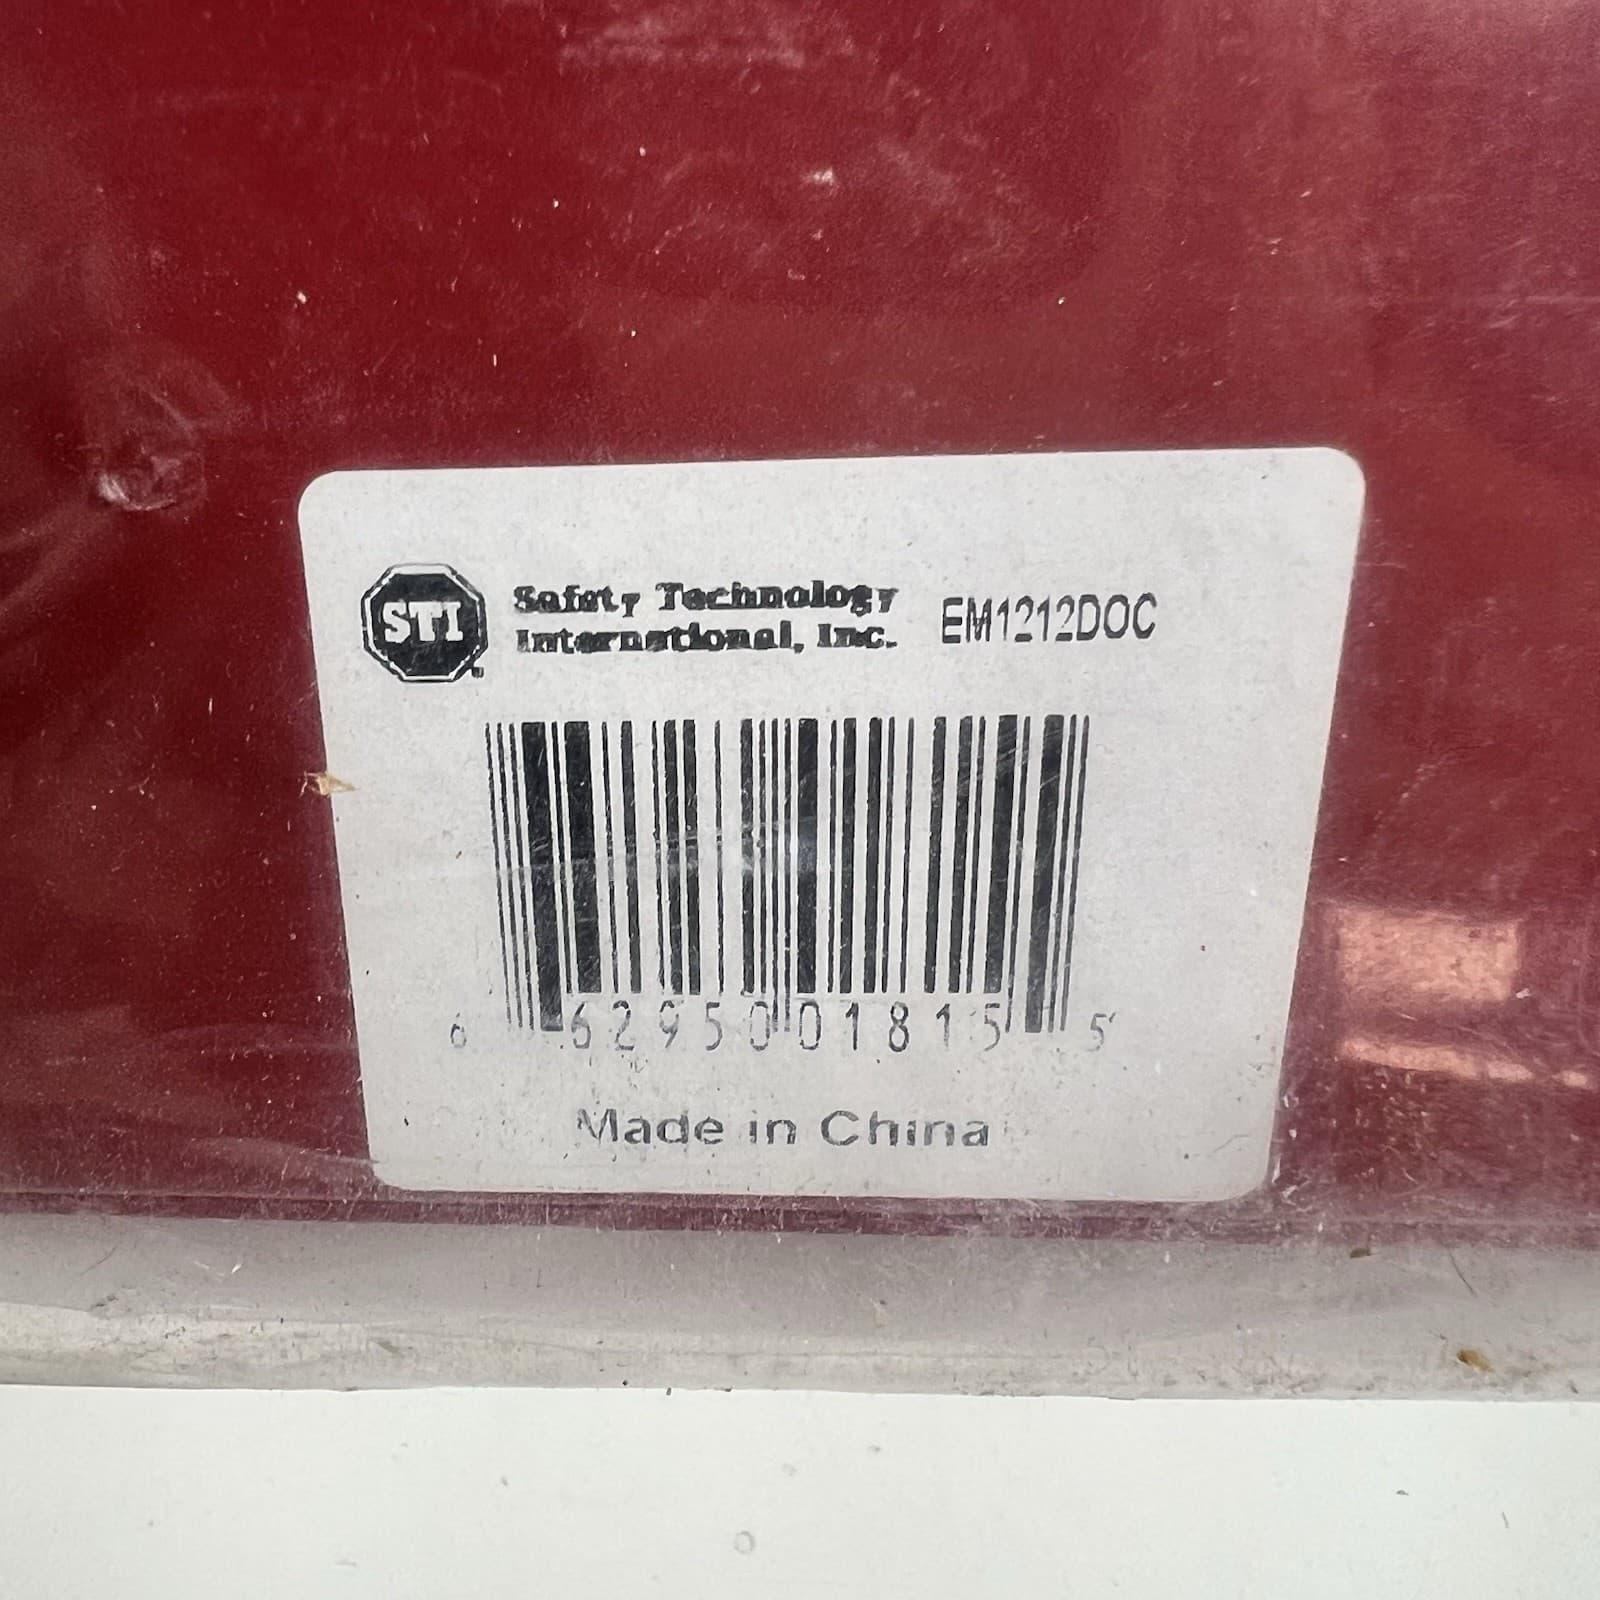 STI
Safety Technology
International, Inc.
EM1212DOC
6 62950 01815 5
Made in China